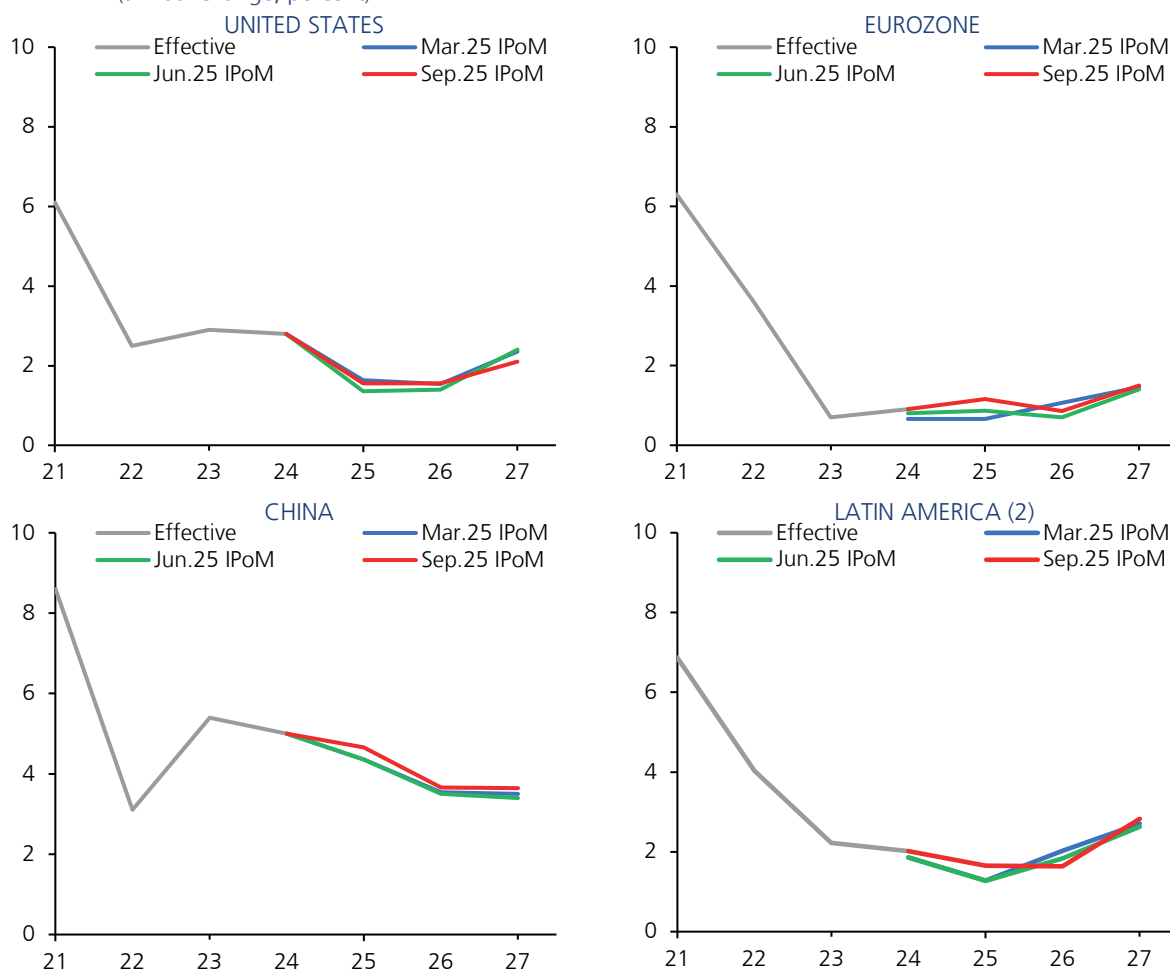 (annual change, percent)
UNITED STATES
Effective Mar.25 IPoM
Jun.25 IPoM Sep.25 IPoM
10
8
6
4
2
0
21 22 23 24 25 26 27
EUROZONE
Effective Mar.25 IPoM
Jun.25 IPoM Sep.25 IPoM
10
8
6
4
2
0
21 22 23 24 25 26 27
CHINA
Effective Mar.25 IPoM
Jun.25 IPoM Sep.25 IPoM
10
8
6
4
2
0
21 22 23 24 25 26 27
LATIN AMERICA (2)
Effective Mar.25 IPoM
Jun.25 IPoM Sep.25 IPoM
10
8
6
4
2
0
21 22 23 24 25 26 27